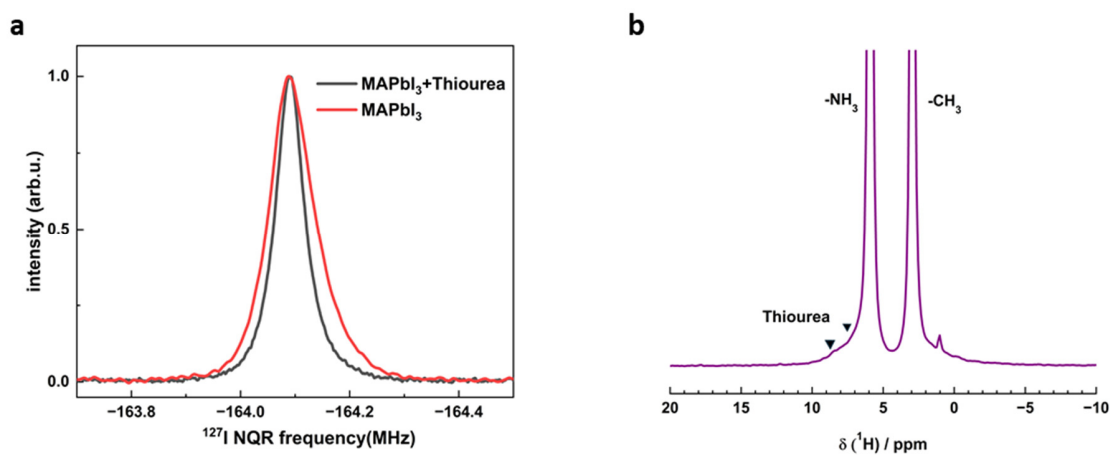 a
1.0
0.5
0.0
intensity (arb.u.)
MAPbI₃+Thiourea
MAPbI₃
−163.8 −164.0 −164.2 −164.4
¹²⁷I NQR frequency(MHz)
b
-NH₃
-CH₃
Thiourea
20 15 10 5 0 −5 −10
δ (¹H) / ppm